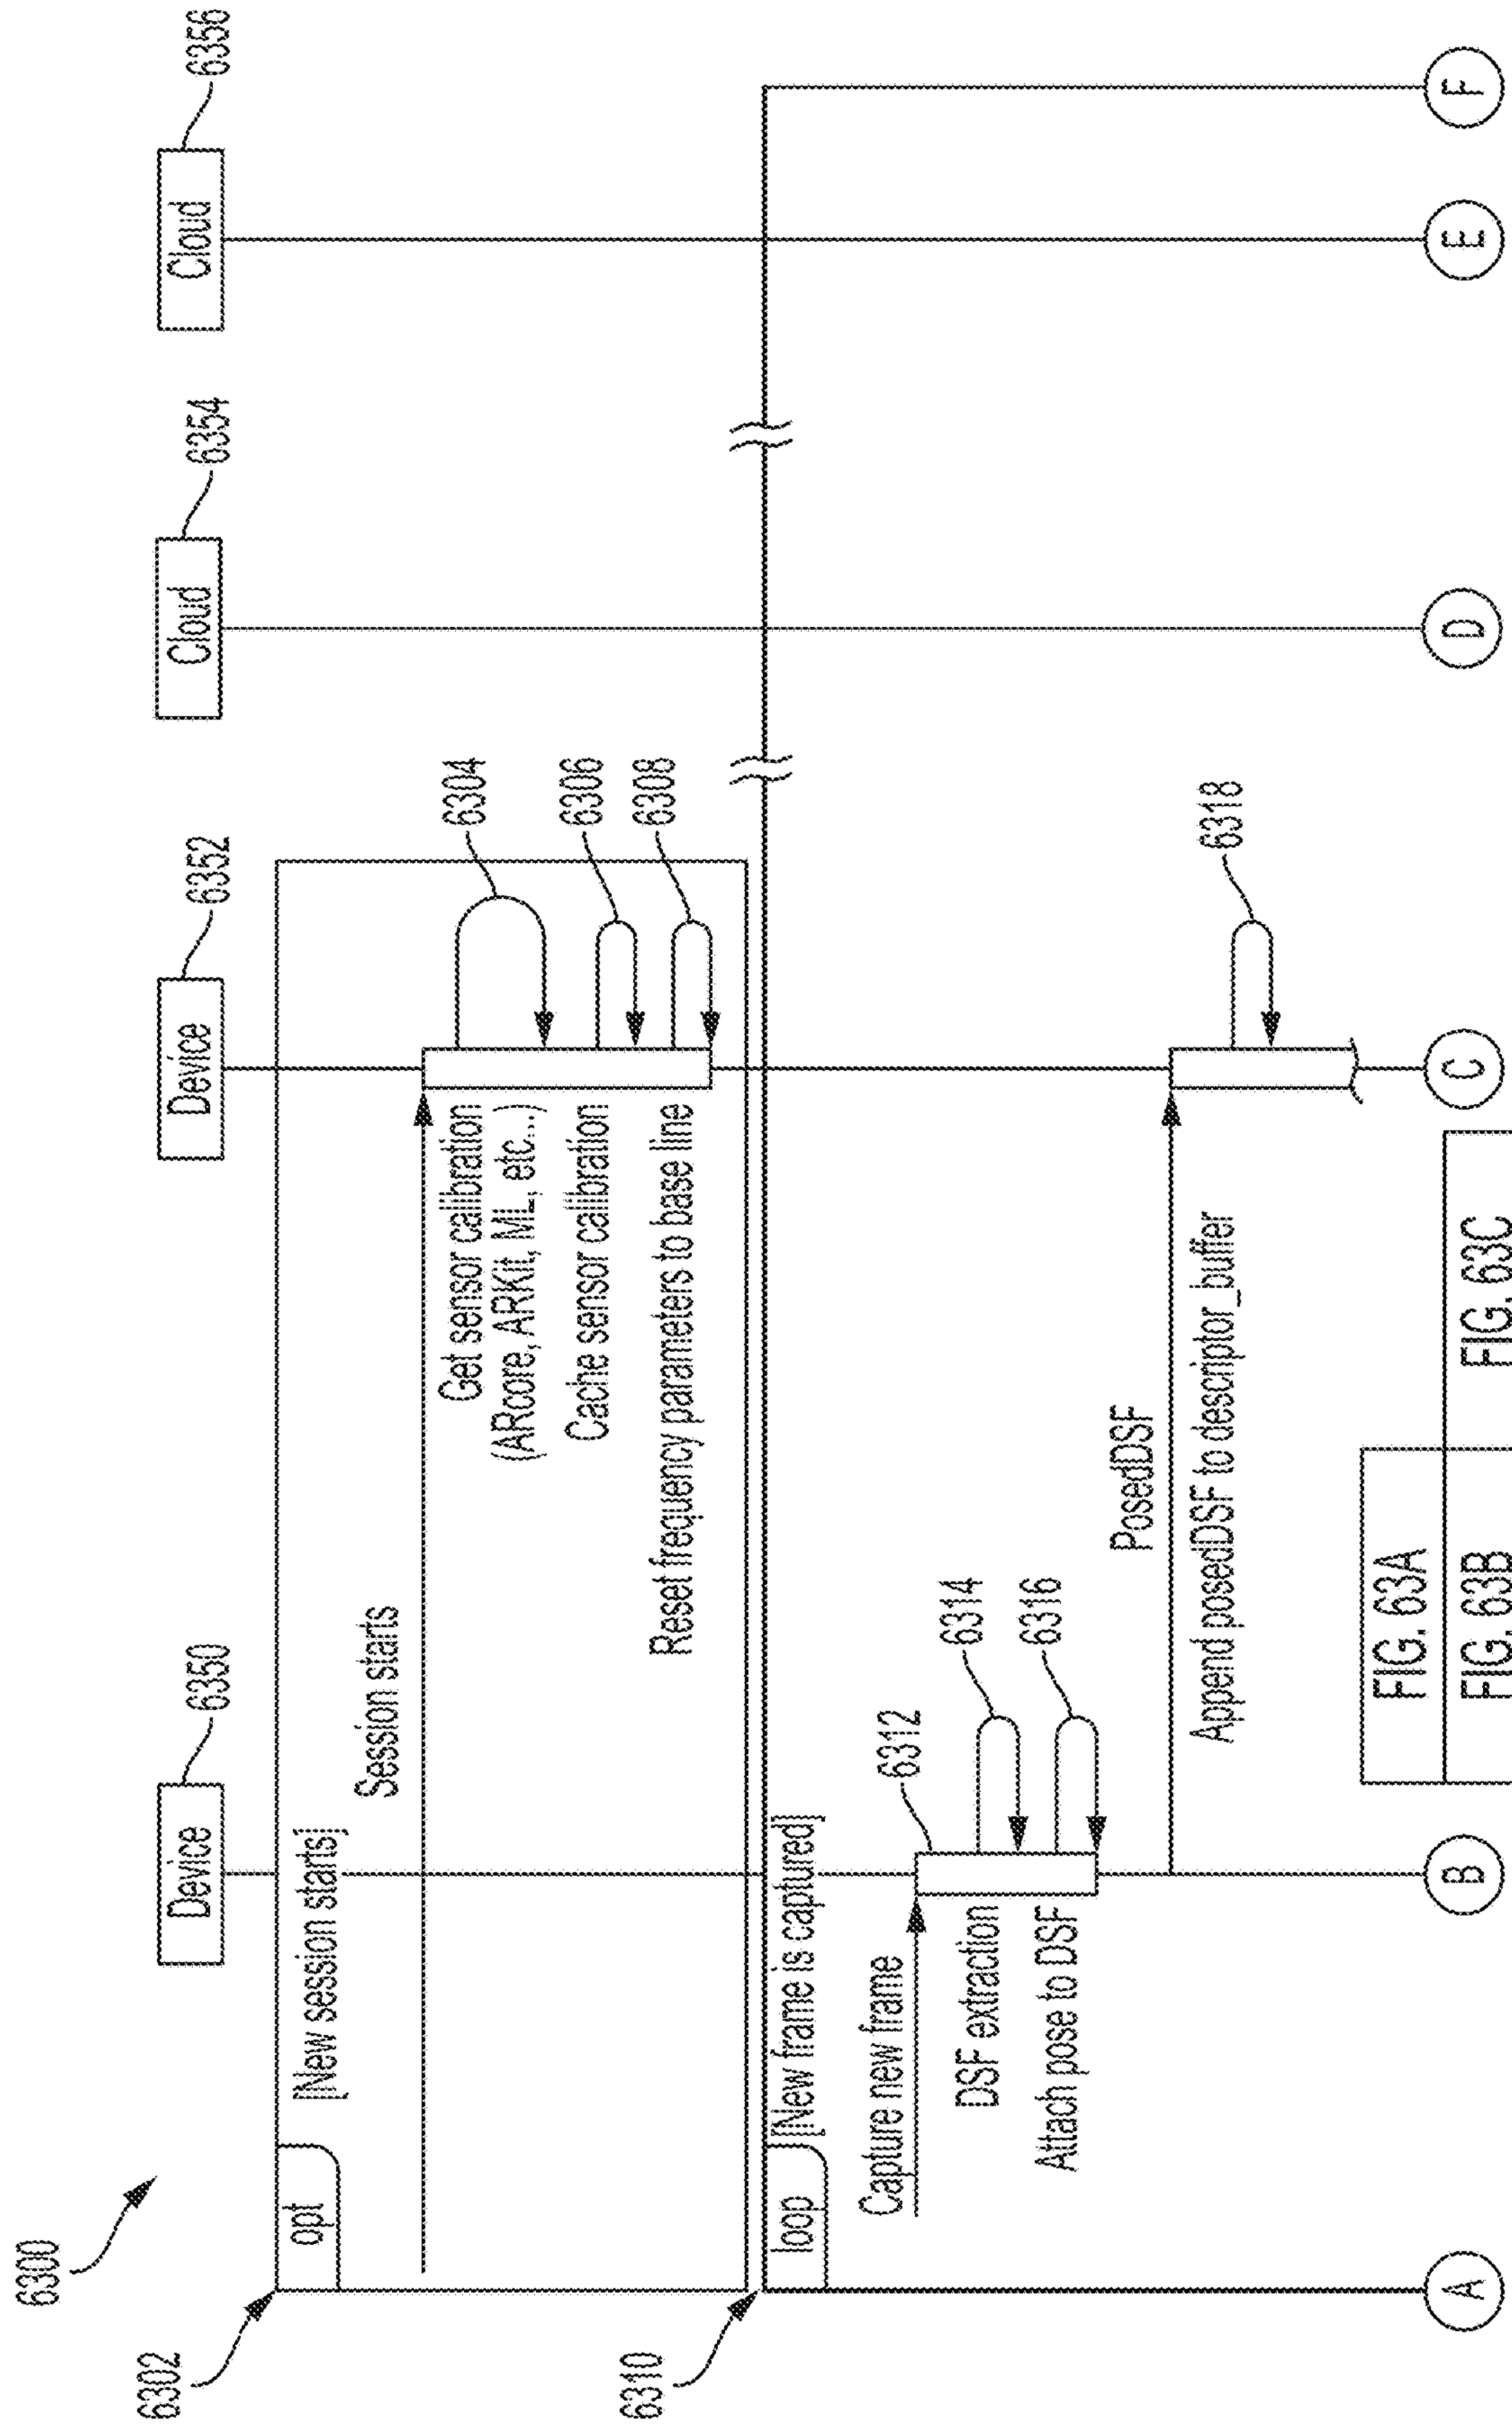 6300
6302
6350
6352
6354
6356
Device
Device
Cloud
Cloud
opt
[New session starts]
Session starts
6304
Get sensor calibration
(ARcore, ARKit, ML, etc...)
6306
Cache sensor calibration
6308
Reset frequency parameters to base line
6310
loop
[New frame is captured]
Capture new frame
6312
DSF extraction
6314
Attach pose to DSF
6316
PosedDSF
Append posedDSF to descriptor_buffer
6318
FIG. 63A
FIG. 63B
FIG. 63C
A
B
C
D
E
F